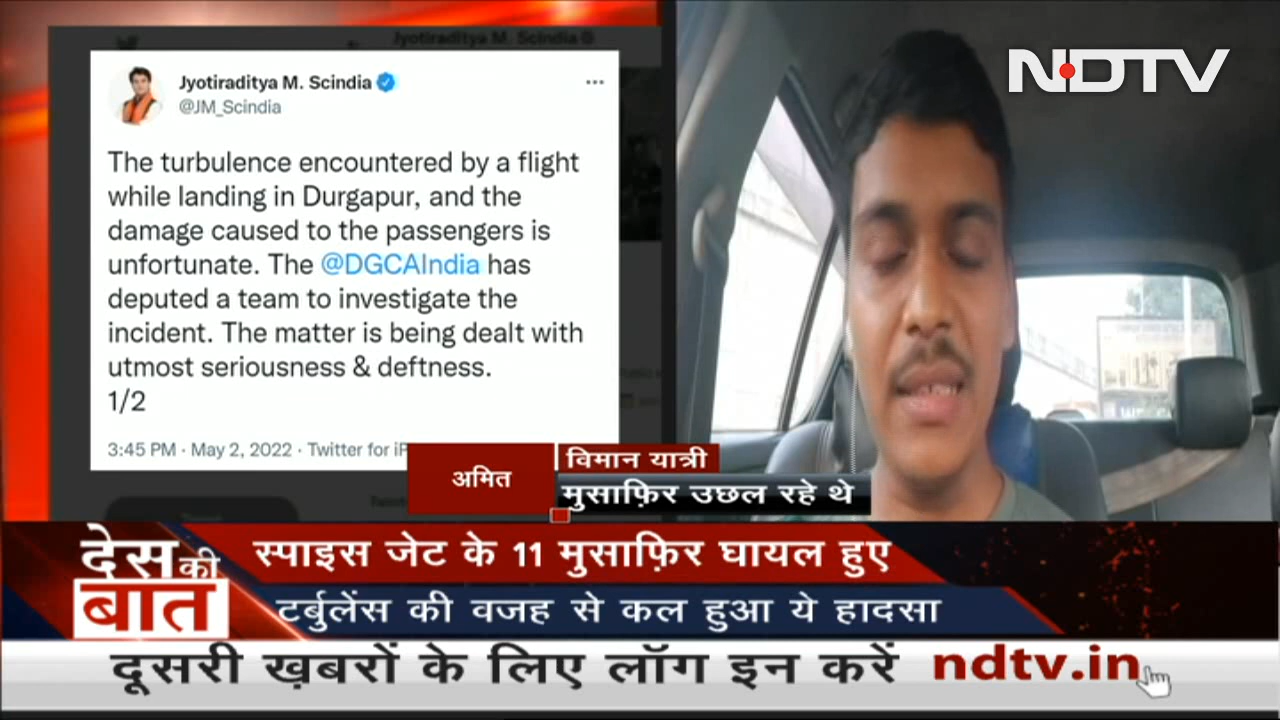 Jyotiraditya M. Scindia
NDTV
Jyotiraditya M. Scindia
@JM_Scindia
The turbulence encountered by a flight
while landing in Durgapur, and the
damage caused to the passengers is
unfortunate. The @DGCAIndia has
deputed a team to investigate the
incident. The matter is being dealt with
utmost seriousness & deftness.
1/2
3:45 PM · May 2, 2022 · Twitter for
अमित
विमान यात्री
मुसाफ़िर उछल रहे थे
देस की
बात
स्पाइस जेट के 11 मुसाफ़िर घायल हुए
टर्बुलेंस की वजह से कल हुआ ये हादसा
दूसरी ख़बरों के लिए लॉग इन करें ndtv.in